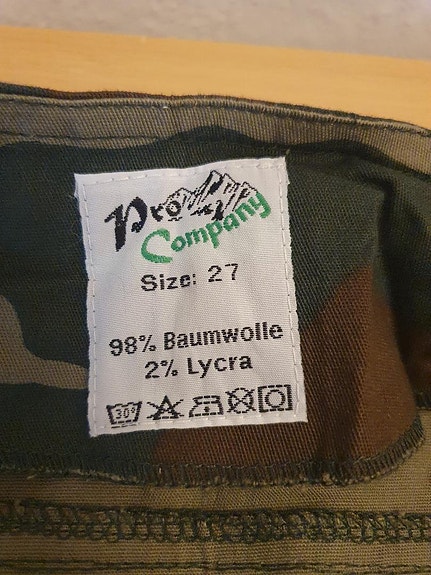 Pro
Company
Size: 27
98% Baumwolle
2% Lycra
30°